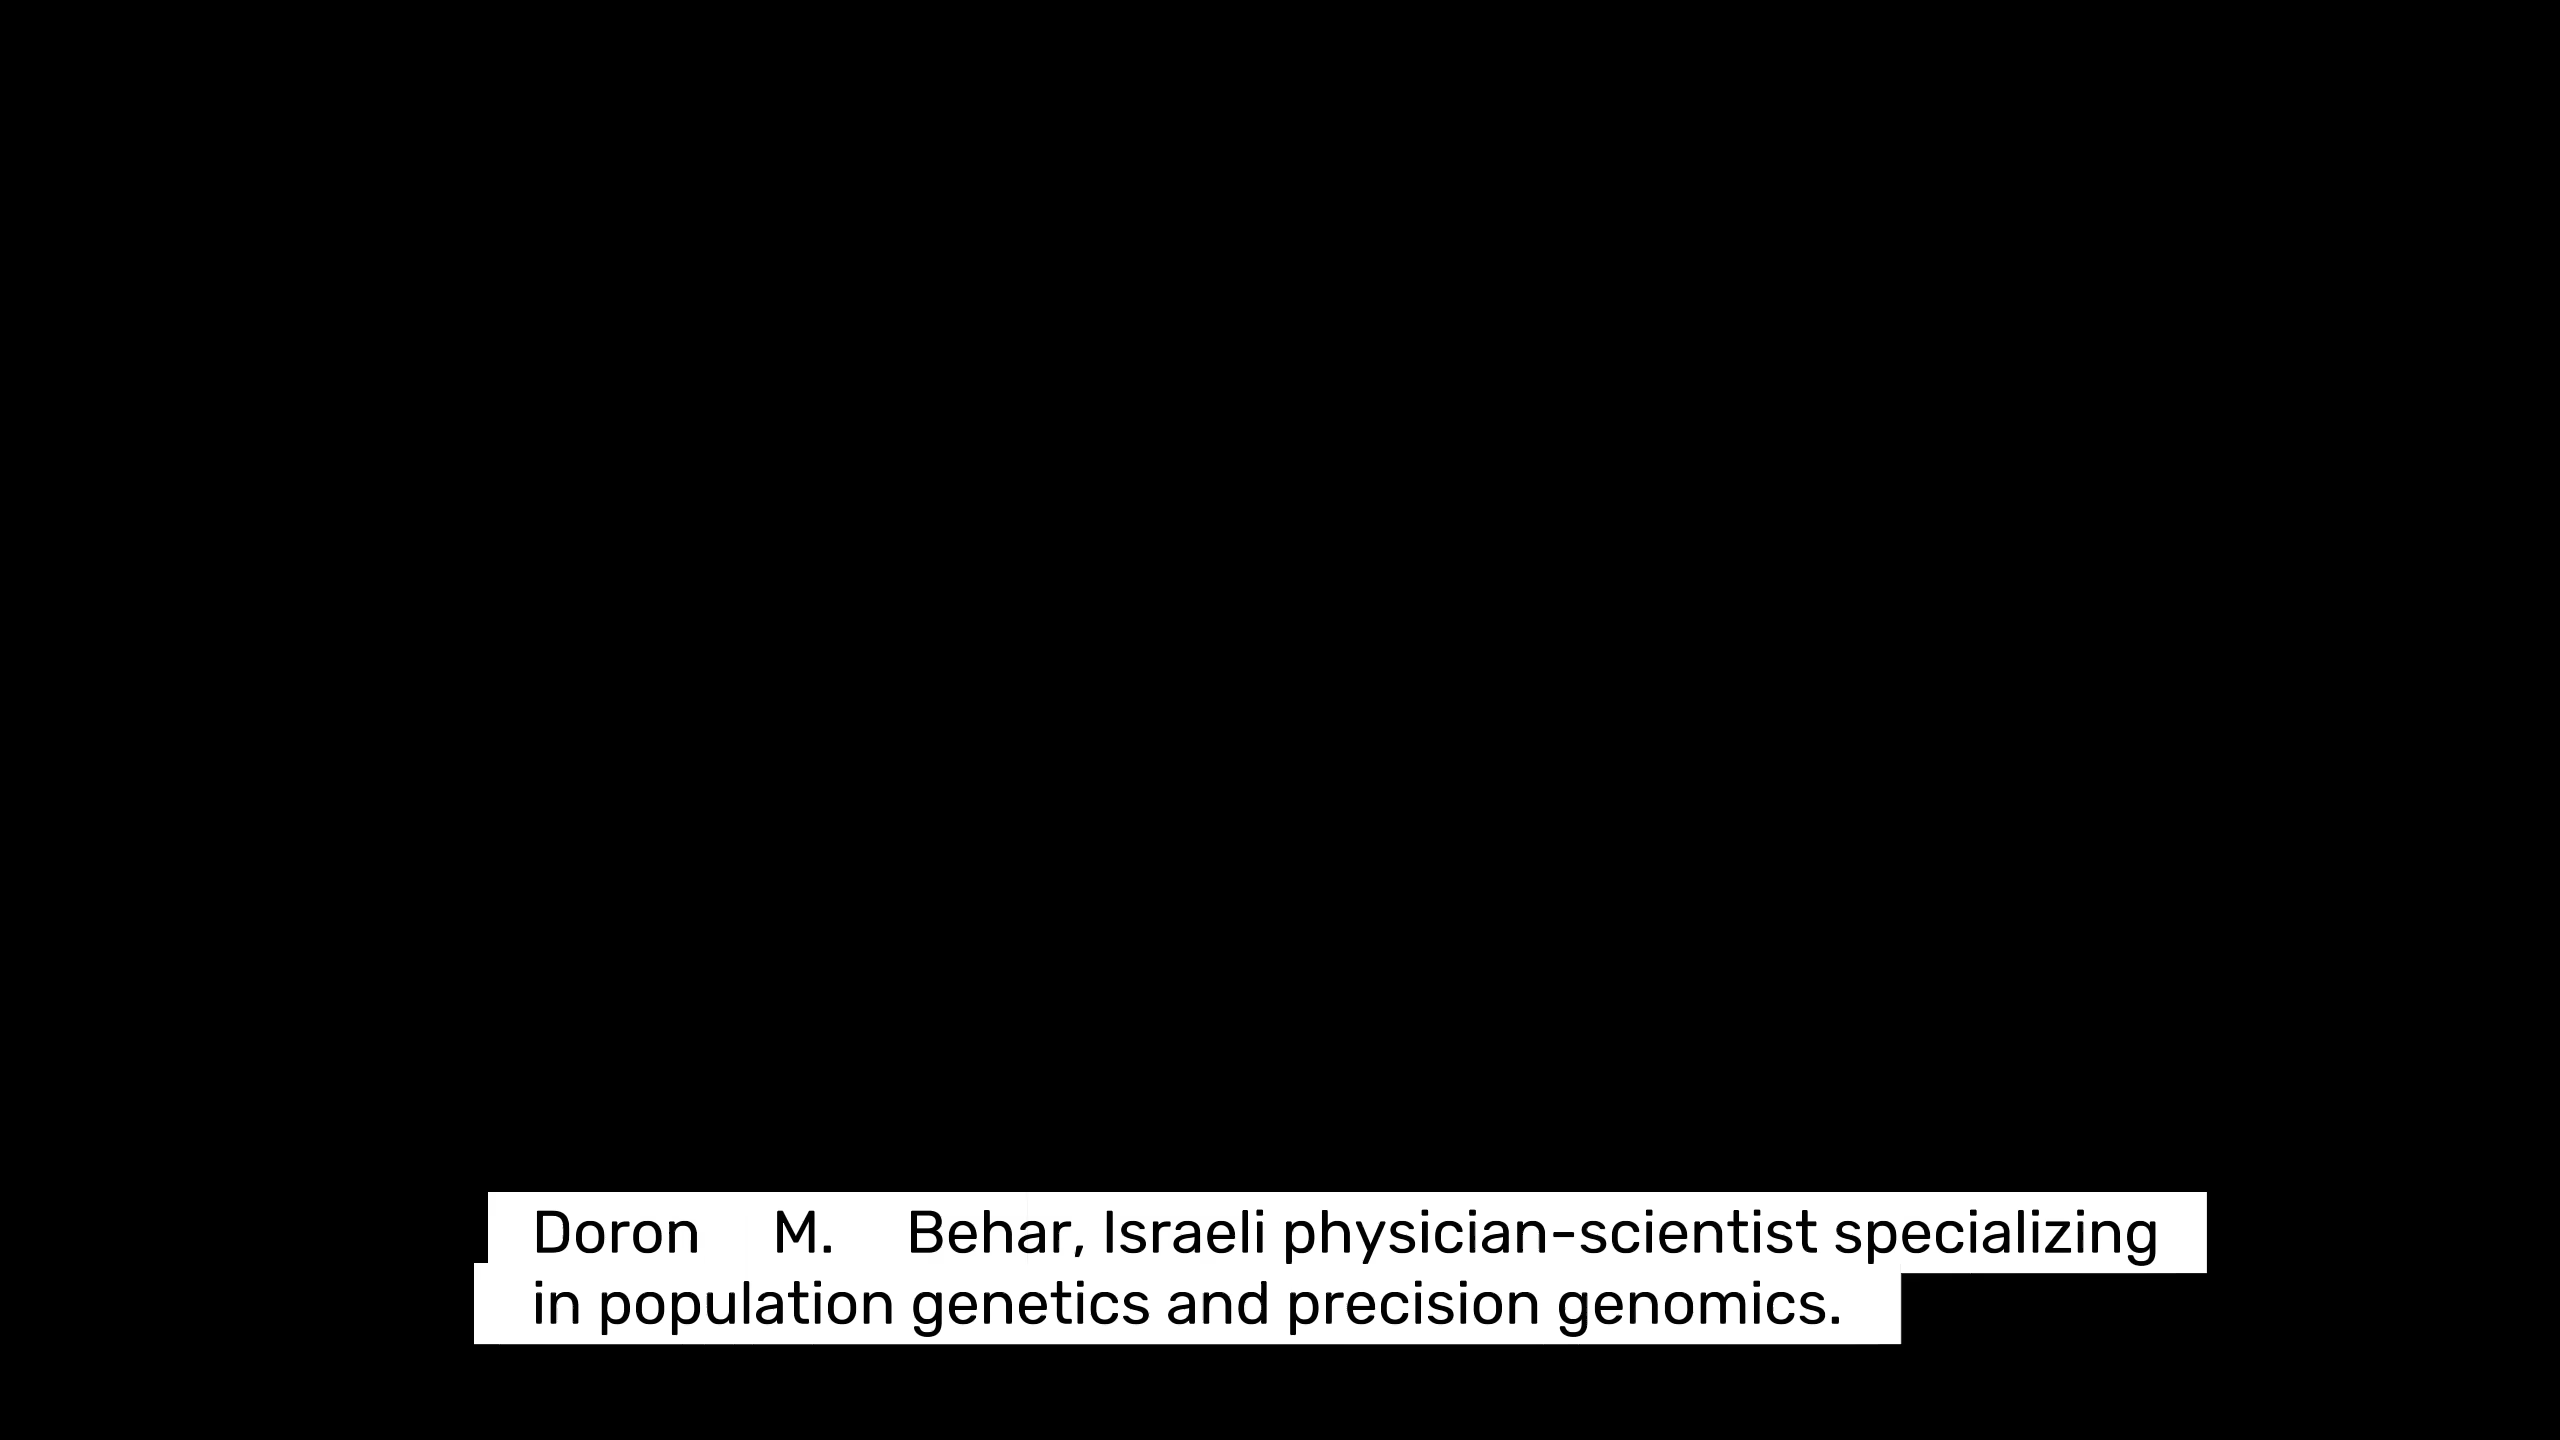 Doron M. Behar, Israeli physician-scientist specializing
in population genetics and precision genomics.